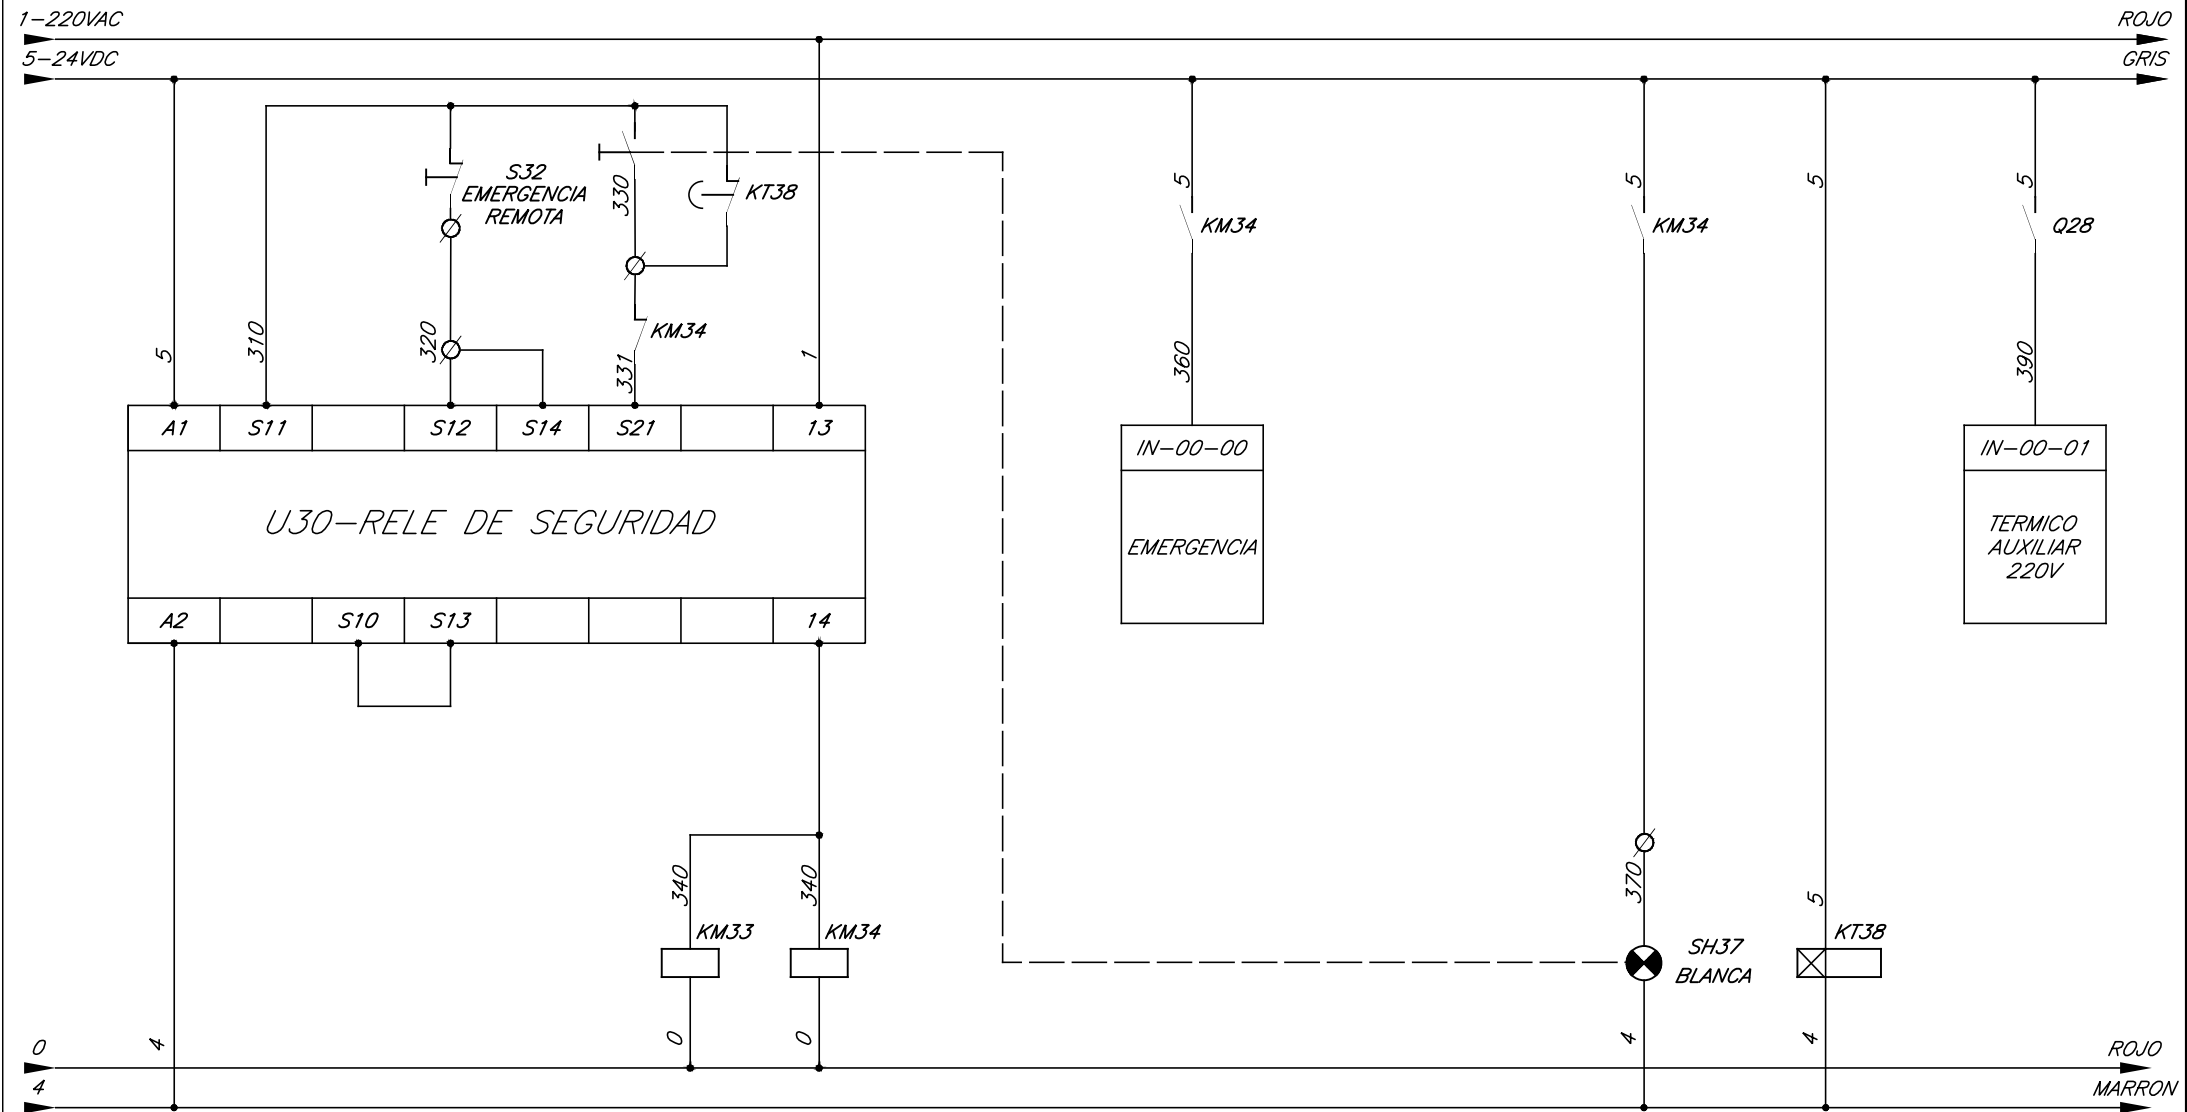 1-220VAC
ROJO
5-24VDC
GRIS
S32
EMERGENCIA
REMOTA
330
KT38
5
KM34
5
KM34
5
5
Q28
5
310
320
KM34
331
1
360
390
A1
S11
S12
S14
S21
13
IN-00-00
IN-00-01
U30-RELE DE SEGURIDAD
EMERGENCIA
TERMICO
AUXILIAR
220V
A2
S10
S13
14
340
340
370
5
KM33
KM34
SH37
BLANCA
KT38
4
0
0
4
4
0
ROJO
4
MARRON